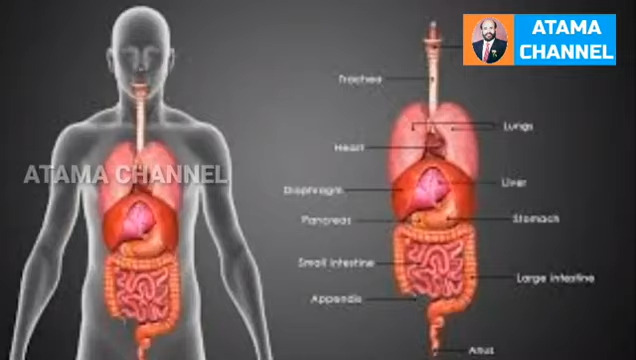 ATAMA
CHANNEL
Trachea
Lungs
Heart
ATAMA CHANNEL
Diaphragm
Liver
Pancreas
Stomach
Small Intestine
Large Intestine
Appendix
Anus